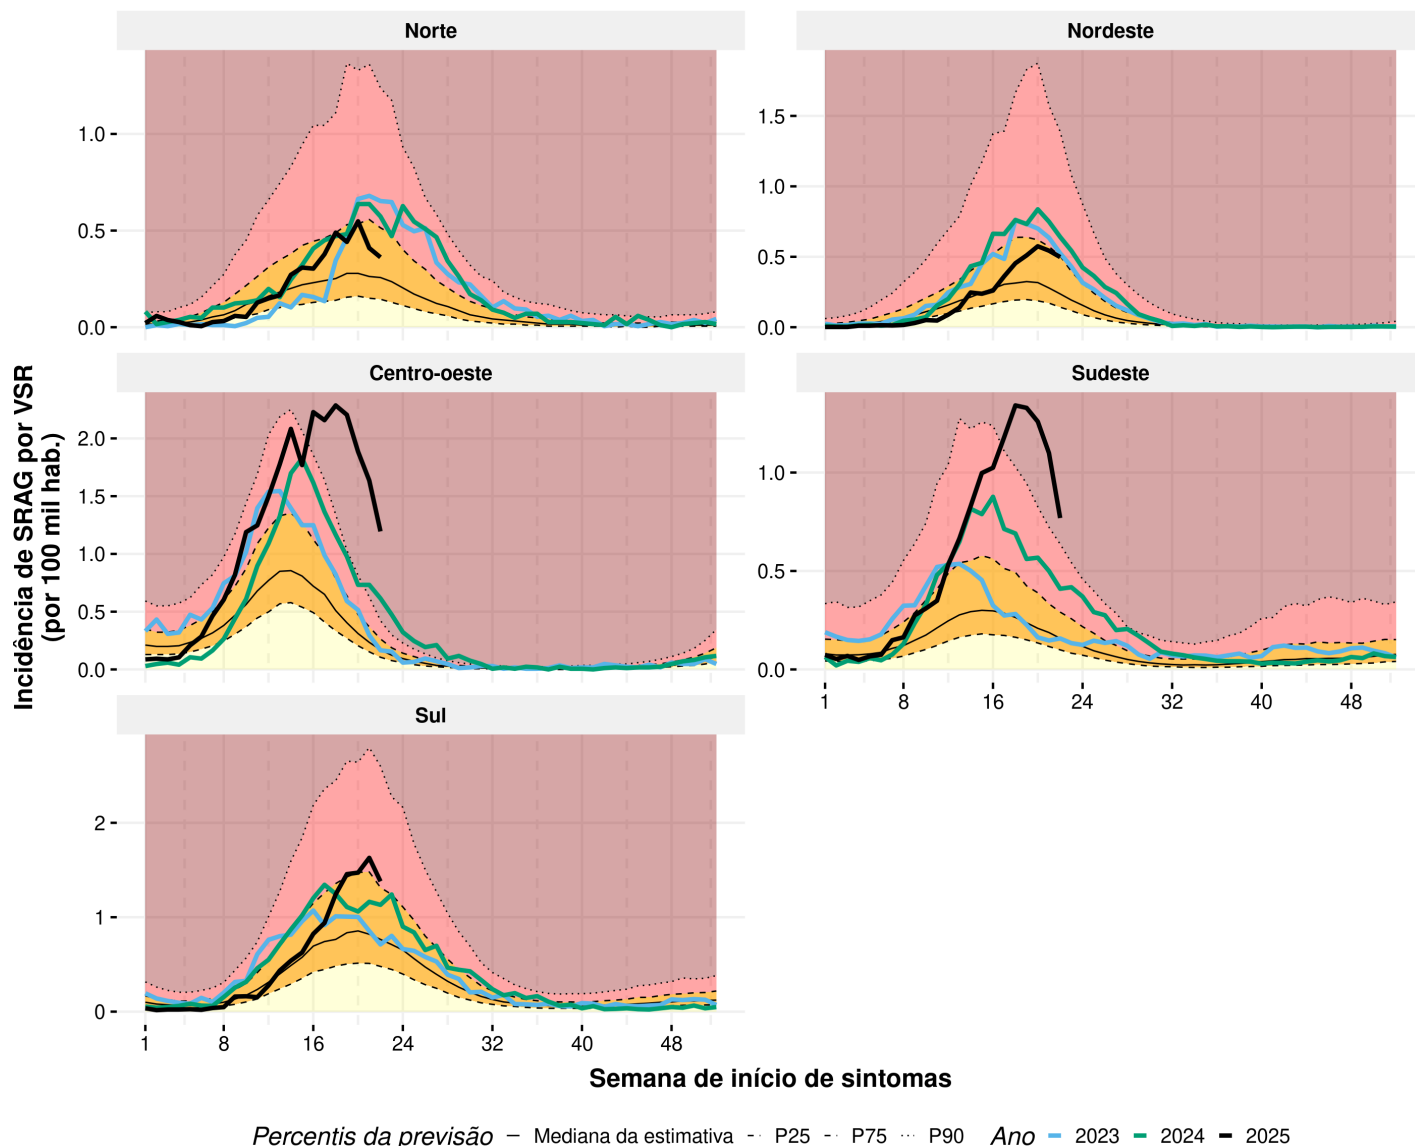 Norte
Nordeste
1.0
0.5
0.0
1.5
1.0
0.5
0.0
Centro-oeste
Sudeste
2.0
1.5
1.0
0.5
0.0
1.0
0.5
0.0
1 8 16 24 32 40 48
Sul
2
1
0
1 8 16 24 32 40 48
Incidência de SRAG por VSR
(por 100 mil hab.)
Semana de início de sintomas
Percentis da previsão Mediana da estimativa P25 P75 P90 Ano 2023 2024 2025